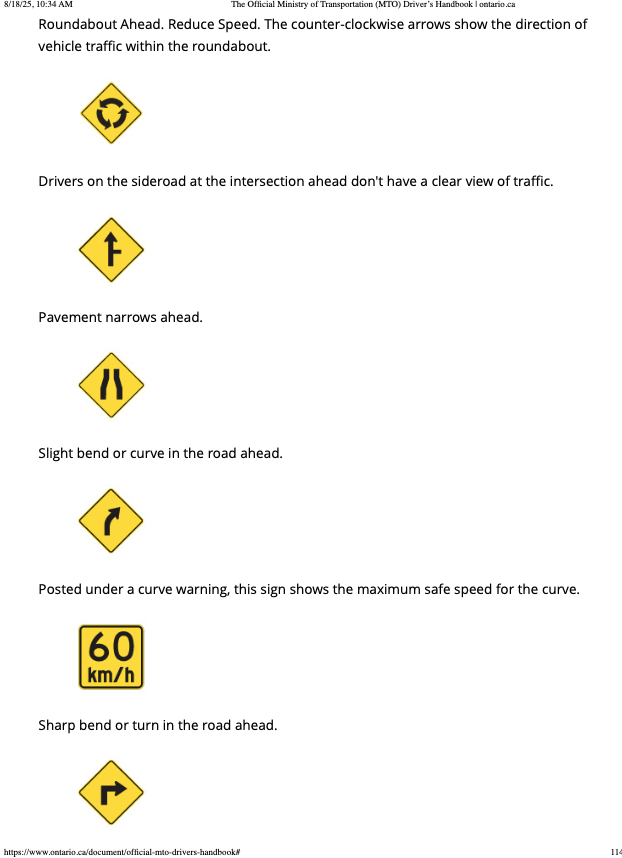 8/18/25, 10:34 AM The Official Ministry of Transportation (MTO) Driver's Handbook | ontario.ca
Roundabout Ahead. Reduce Speed. The counter-clockwise arrows show the direction of
vehicle traffic within the roundabout.
Drivers on the sideroad at the intersection ahead don't have a clear view of traffic.
Pavement narrows ahead.
Slight bend or curve in the road ahead.
Posted under a curve warning, this sign shows the maximum safe speed for the curve.
60
km/h
Sharp bend or turn in the road ahead.
https://www.ontario.ca/document/official-mto-drivers-handbook# 114